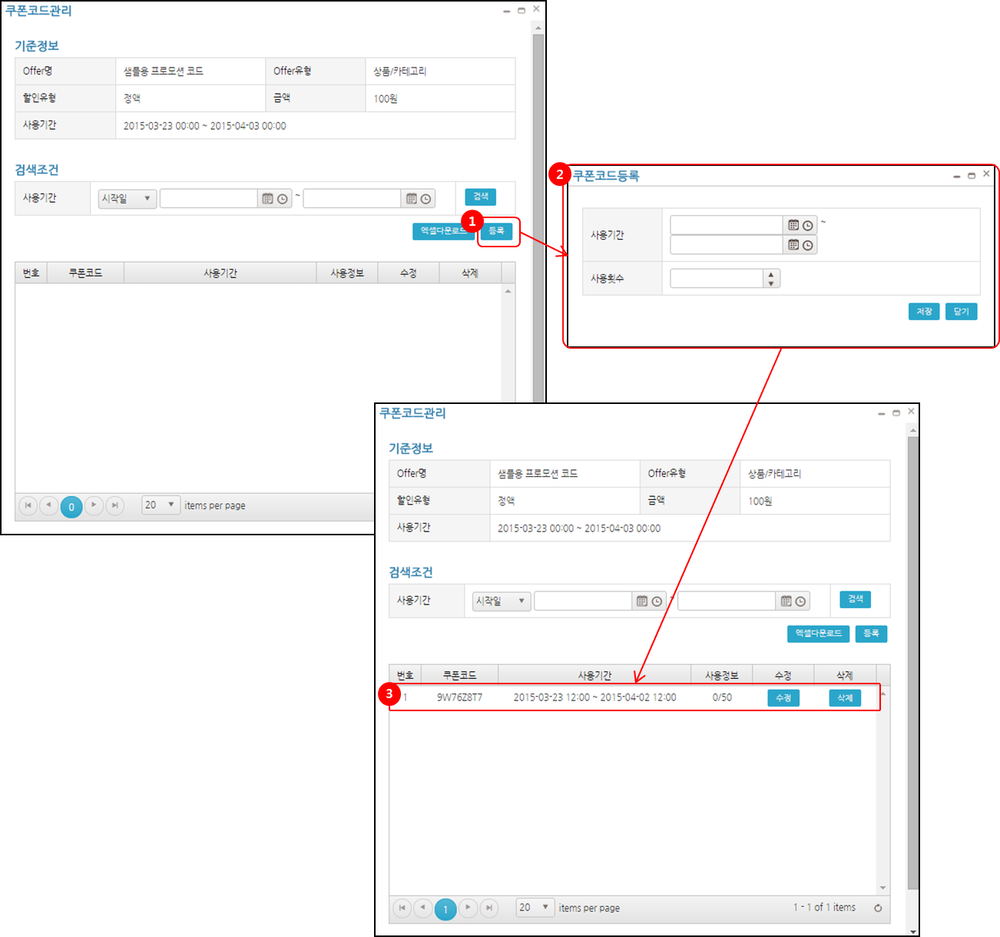 쿠폰코드관리
기준정보
Offer명 샘플용 프로모션 코드 Offer유형 상품/카테고리
할인유형 정액 금액 100원
사용기간 2015-03-23 00:00 ~ 2015-04-03 00:00
검색조건
사용기간 시작일 ~ 검색
엑셀다운로드 1 등록
번호 쿠폰코드 사용기간 사용정보 수정 삭제
0 20 items per page
2 쿠폰코드등록
사용기간 ~
사용횟수
저장 닫기
쿠폰코드관리
기준정보
Offer명 샘플용 프로모션 코드 Offer유형 상품/카테고리
할인유형 정액 금액 100원
사용기간 2015-03-23 00:00 ~ 2015-04-03 00:00
검색조건
사용기간 시작일 ~ 검색
엑셀다운로드 등록
번호 쿠폰코드 사용기간 사용정보 수정 삭제
3 1 9W76Z8T7 2015-03-23 12:00 ~ 2015-04-02 12:00 0/50 수정 삭제
1 20 items per page 1 - 1 of 1 items